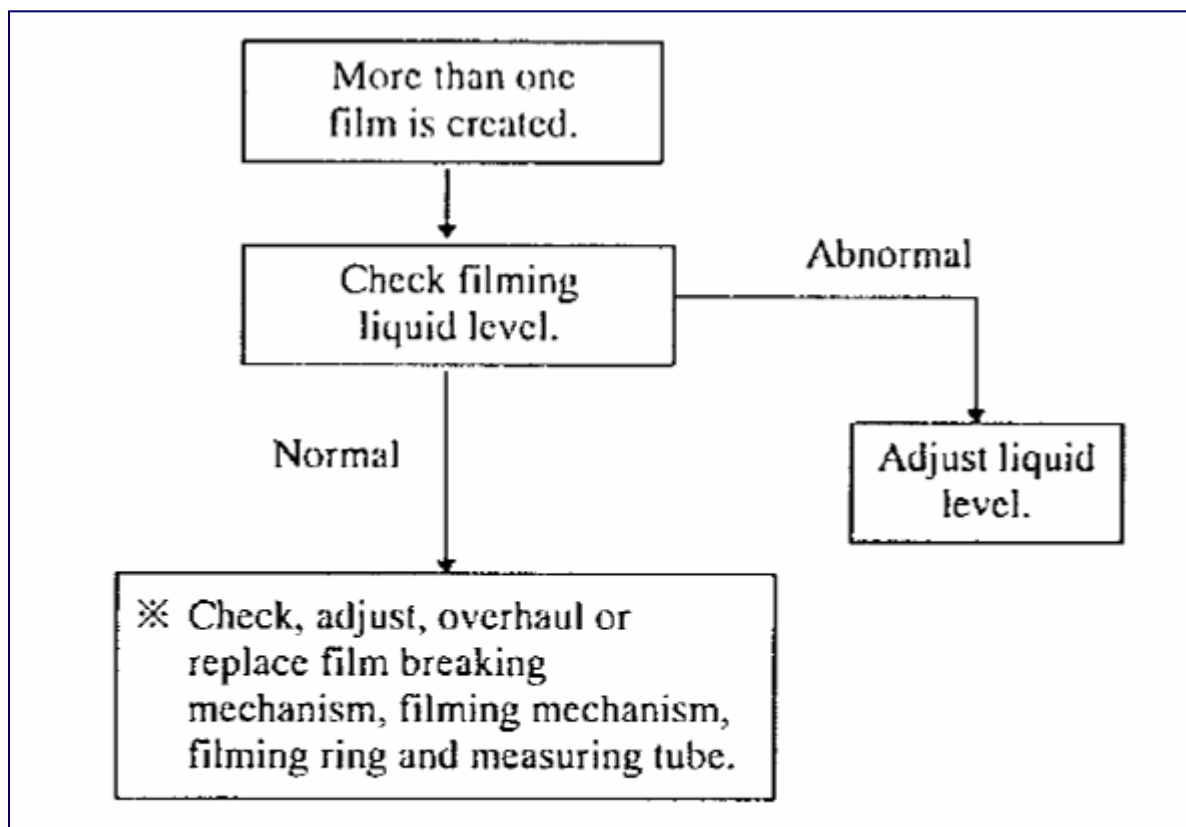 More than one
film is created.
Check filming
liquid level.
Abnormal
Normal
Adjust liquid
level.
※ Check, adjust, overhaul or
replace film breaking
mechanism, filming mechanism,
filming ring and measuring tube.